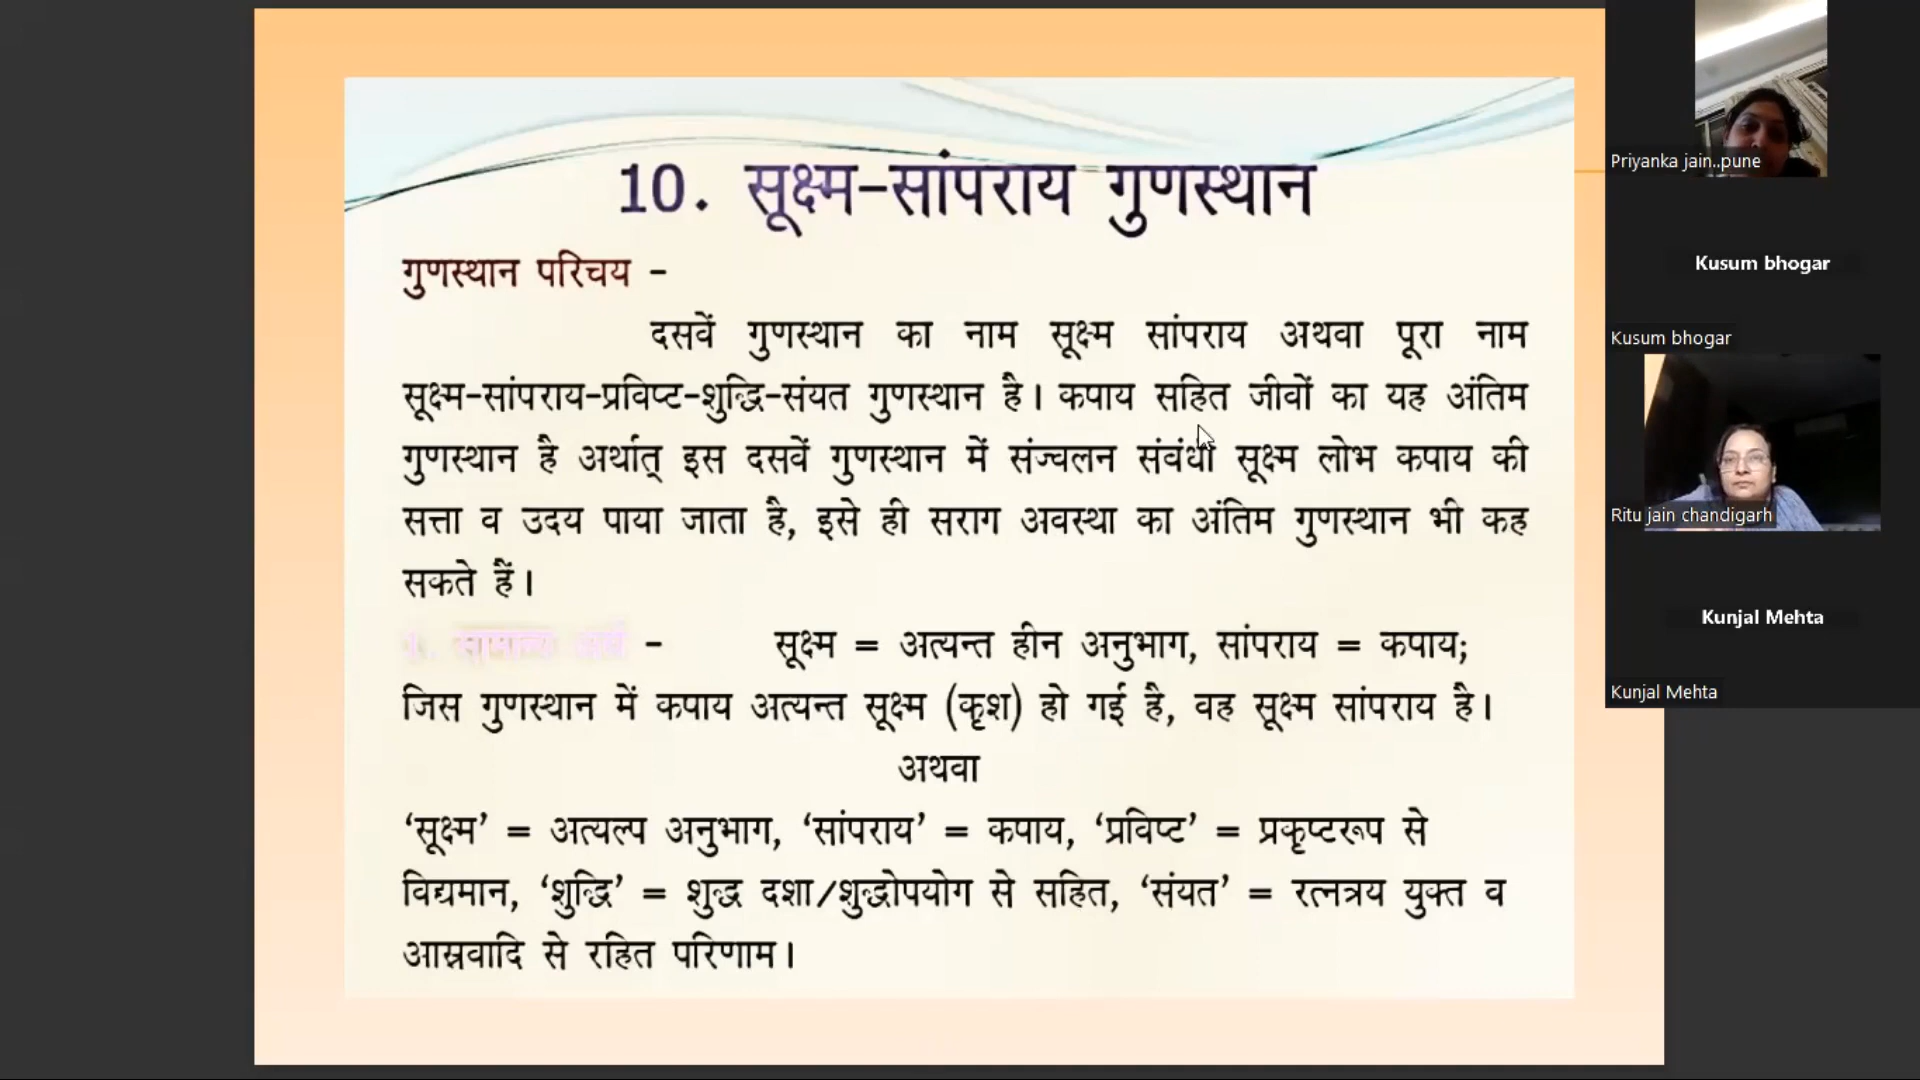 10. सूक्ष्म-सांपराय गुणस्थान
गुणस्थान परिचय -
दसवें गुणस्थान का नाम सूक्ष्म सांपराय अथवा पूरा नाम
सूक्ष्म-सांपराय-प्रविष्ट-शुद्धि-संयत गुणस्थान है। कषाय सहित जीवों का यह अंतिम
गुणस्थान है अर्थात् इस दसवें गुणस्थान में संज्वलन संबंधी सूक्ष्म लोभ कषाय की
सत्ता व उदय पाया जाता है, इसे ही सराग अवस्था का अंतिम गुणस्थान भी कह
सकते हैं।
1. सामान्य अर्थ - सूक्ष्म = अत्यन्त हीन अनुभाग, सांपराय = कषाय;
जिस गुणस्थान में कषाय अत्यन्त सूक्ष्म (कृश) हो गई है, वह सूक्ष्म सांपराय है।
अथवा
‘सूक्ष्म’ = अत्यल्प अनुभाग, ‘सांपराय’ = कषाय, ‘प्रविष्ट’ = प्रकृष्टरूप से
विद्यमान, ‘शुद्धि’ = शुद्ध दशा/शुद्धोपयोग से सहित, ‘संयत’ = रत्नत्रय युक्त व
आस्रवादि से रहित परिणाम।
Priyanka jain..pune
Kusum bhogar
Kusum bhogar
Ritu jain chandigarh
Kunjal Mehta
Kunjal Mehta